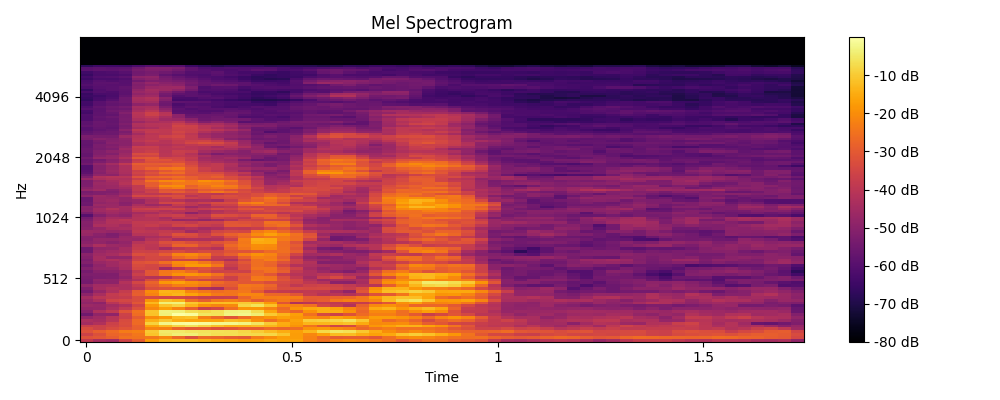 Mel Spectrogram
Hz
4096
2048
1024
512
0
0
0.5
1
1.5
Time
-10 dB
-20 dB
-30 dB
-40 dB
-50 dB
-60 dB
-70 dB
-80 dB